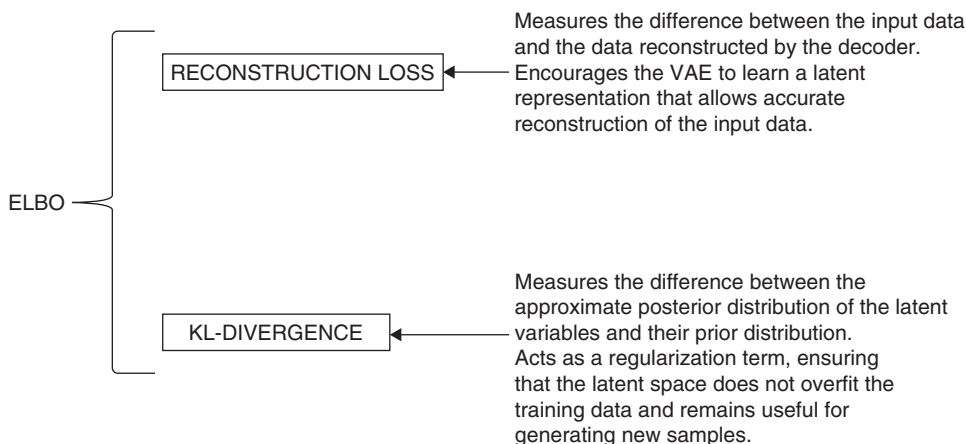 Measures the difference between the input data
and the data reconstructed by the decoder.
RECONSTRUCTION LOSS
Encourages the VAE to learn a latent
representation that allows accurate
reconstruction of the input data.
ELBO
Measures the difference between the
approximate posterior distribution of the latent
KL-DIVERGENCE
variables and their prior distribution.
Acts as a regularization term, ensuring
that the latent space does not overfit the
training data and remains useful for
generating new samples.